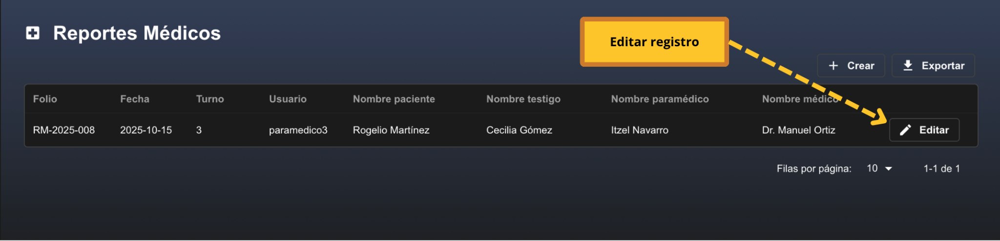 Reportes Médicos
Editar registro
Crear Exportar
Folio Fecha Turno Usuario Nombre paciente Nombre testigo Nombre paramédico Nombre médico
RM-2025-008 2025-10-15 3 paramedico3 Rogelio Martínez Cecilia Gómez Itzel Navarro Dr. Manuel Ortiz Editar
Filas por página: 10 1-1 de 1